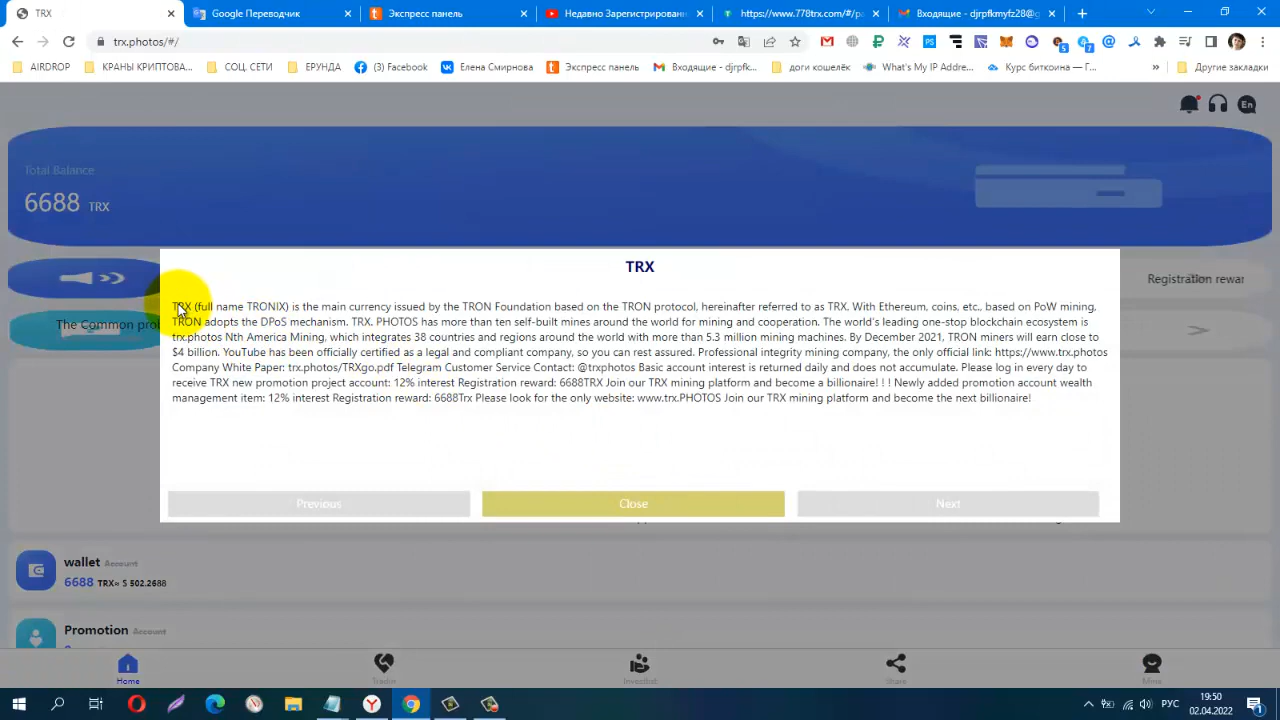 TRX
Google Переводчик
Экспресс панель
Недавно Зарегистрирован
https://www.778trx.com/#/pa
Входящие - djrpfkmyfz28@g
trx.photos/#/
AIRDROP
КРАНЫ КРИПТОВА...
СОЦ. СЕТИ
ЕРУНДА
(3) Facebook
Елена Смирнова
Экспресс панель
Входящие - djrpfk...
доги кошелёк
What's My IP Addre...
Курс биткоина — Г...
»
Другие закладки
En
Total Balance
6688 TRX
Registration rewar
The Common prol
TRX
TRX (full name TRONIX) is the main currency issued by the TRON Foundation based on the TRON protocol, hereinafter referred to as TRX. With Ethereum, coins, etc., based on PoW mining,
TRON adopts the DPoS mechanism. TRX. PHOTOS has more than ten self-built mines around the world for mining and cooperation. The world's leading one-stop blockchain ecosystem is
trx.photos Nth America Mining, which integrates 38 countries and regions around the world with more than 5.3 million mining machines. By December 2021, TRON miners will earn close to
$4 billion. YouTube has been officially certified as a legal and compliant company, so you can rest assured. Professional integrity mining company, the only official link: https://www.trx.photos
Company White Paper: trx.photos/TRXgo.pdf Telegram Customer Service Contact: @trxphotos Basic account interest is returned daily and does not accumulate. Please log in every day to
receive TRX new promotion project account: 12% interest Registration reward: 6688TRX Join our TRX mining platform and become a billionaire! ! ! Newly added promotion account wealth
management item: 12% interest Registration reward: 6688Trx Please look for the only website: www.trx.PHOTOS Join our TRX mining platform and become the next billionaire!
Previous
Close
Next
wallet Account
6688 TRX≈ $ 502.2688
Promotion Account
Home
Share
Mine
РУС
19:50
02.04.2022